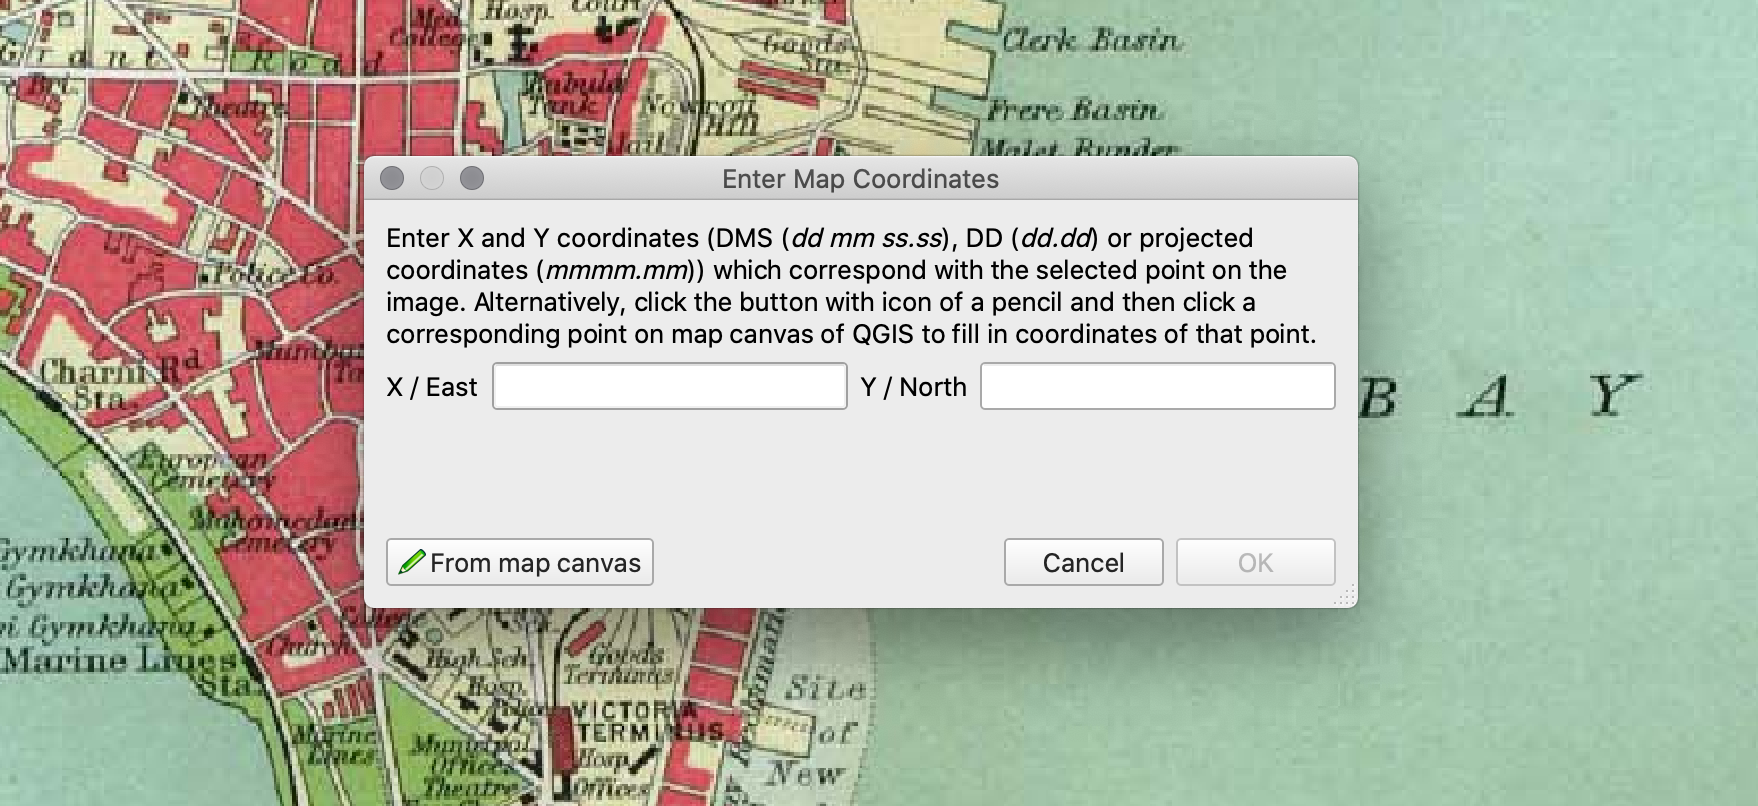 Hosp.
Court
Med.
College
Goods
Sta.
Clerk Basin
G i a n t R o a d
Bri.
Theatre
Babula
Tank
Nowroji
Hill
Frere Basin
Jail
Malet Bunder
Enter Map Coordinates
Enter X and Y coordinates (DMS (dd mm ss.ss), DD (dd.dd) or projected
coordinates (mmmm.mm)) which correspond with the selected point on the
image. Alternatively, click the button with icon of a pencil and then click a
corresponding point on map canvas of QGIS to fill in coordinates of that point.
X / East
Y / North
From map canvas
Cancel
OK
Police Co.
Charni Rd
Sta.
B A Y
European
Cemetery
Mahomedan
Cemetery
Gymkhana
Gymkhana
Gymkhana
Marine Lines
Sta.
College
Church
High Sch.
Goods
Terminus
Hosp.
VICTORIA
TERMINUS
Site
of
New
Marine
Lines
Municipal
Offices
Theatre
Hosp.
Offices